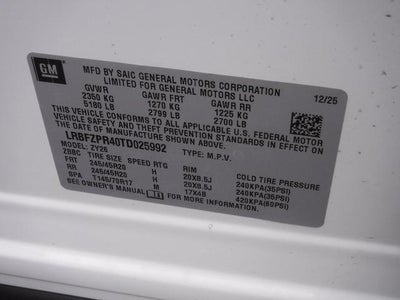 GM
MFD BY SAIC GENERAL MOTORS CORPORATION
LIMITED FOR GENERAL MOTORS LLC
GVWR GAWR FRT GAWR RR 12/25
2350 KG 1270 KG 1225 KG
5180 LB 2799 LB 2700 LB
THIS VEHICLE CONFORMS TO ALL APPLICABLE U.S. FEDERAL MOTOR
VEHICLE SAFETY, BUMPER, AND THEFT PREVENTION STANDARDS IN
EFFECT ON THE DATE OF MANUFACTURE SHOWN ABOVE.
LRBFZPR40TD025992 TYPE: M.P.V.
ZBBC MODEL: ZY26
TIRE SIZE SPEED RTG RIM COLD TIRE PRESSURE
FRT 245/45R20 H 20X8.5J 240KPA(35PSI)
RR 245/45R20 H 20X8.5J 240KPA(35PSI)
SPA T145/70R17 M 17X4B 420KPA(60PSI)
SEE OWNER'S MANUAL FOR MORE INFORMATION.